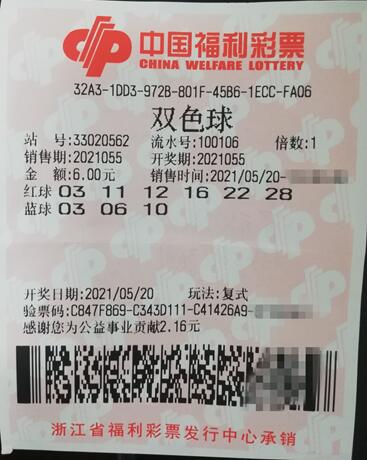 中国福利彩票
CHINA WELFARE LOTTERY
32A3-1DD3-972B-801F-45B6-1ECC-FA06
双色球
站 号:33020562 流水号:100106 倍数:1
销售期:2021055 开奖期:2021055
金 额:6.00元 销售时间:2021/05/20-
红球 03 11 12 16 22 28
蓝球 03 06 10
开奖日期:2021/05/20 玩法:复式
验票码:C847F869-C343D111-C41426A9-
感谢您为公益事业贡献2.16元
浙江省福利彩票发行中心承销